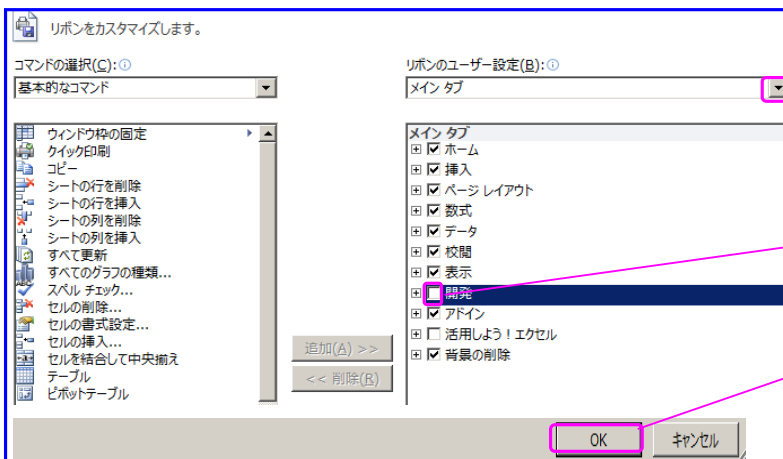 リボンをカスタマイズします。
コマンドの選択(C):
基本的なコマンド
ウィンドウ枠の固定
クイック印刷
コピー
シートの行を削除
シートの行を挿入
シートの列を削除
シートの列を挿入
すべて更新
すべてのグラフの種類...
スペル チェック...
セルの削除...
セルの書式設定...
セルの挿入...
セルを結合して中央揃え
テーブル
ピボットテーブル
追加(A) >>
<< 削除(R)
リボンのユーザー設定(B):
メイン タブ
メイン タブ
ホーム
挿入
ページ レイアウト
数式
データ
校閲
表示
開発
アドイン
活用しよう！エクセル
背景の削除
OK
キャンセル